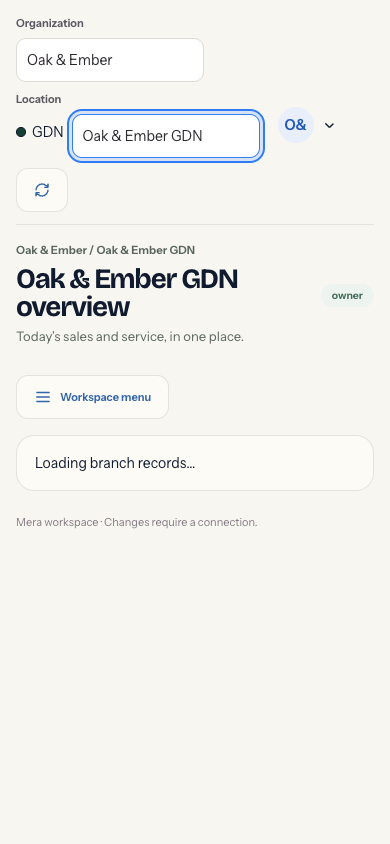 Organization
Oak & Ember
Location
GDN
Oak & Ember GDN
O&
Oak & Ember / Oak & Ember GDN
Oak & Ember GDN
overview
owner
Today's sales and service, in one place.
Workspace menu
Loading branch records...
Mera workspace · Changes require a connection.